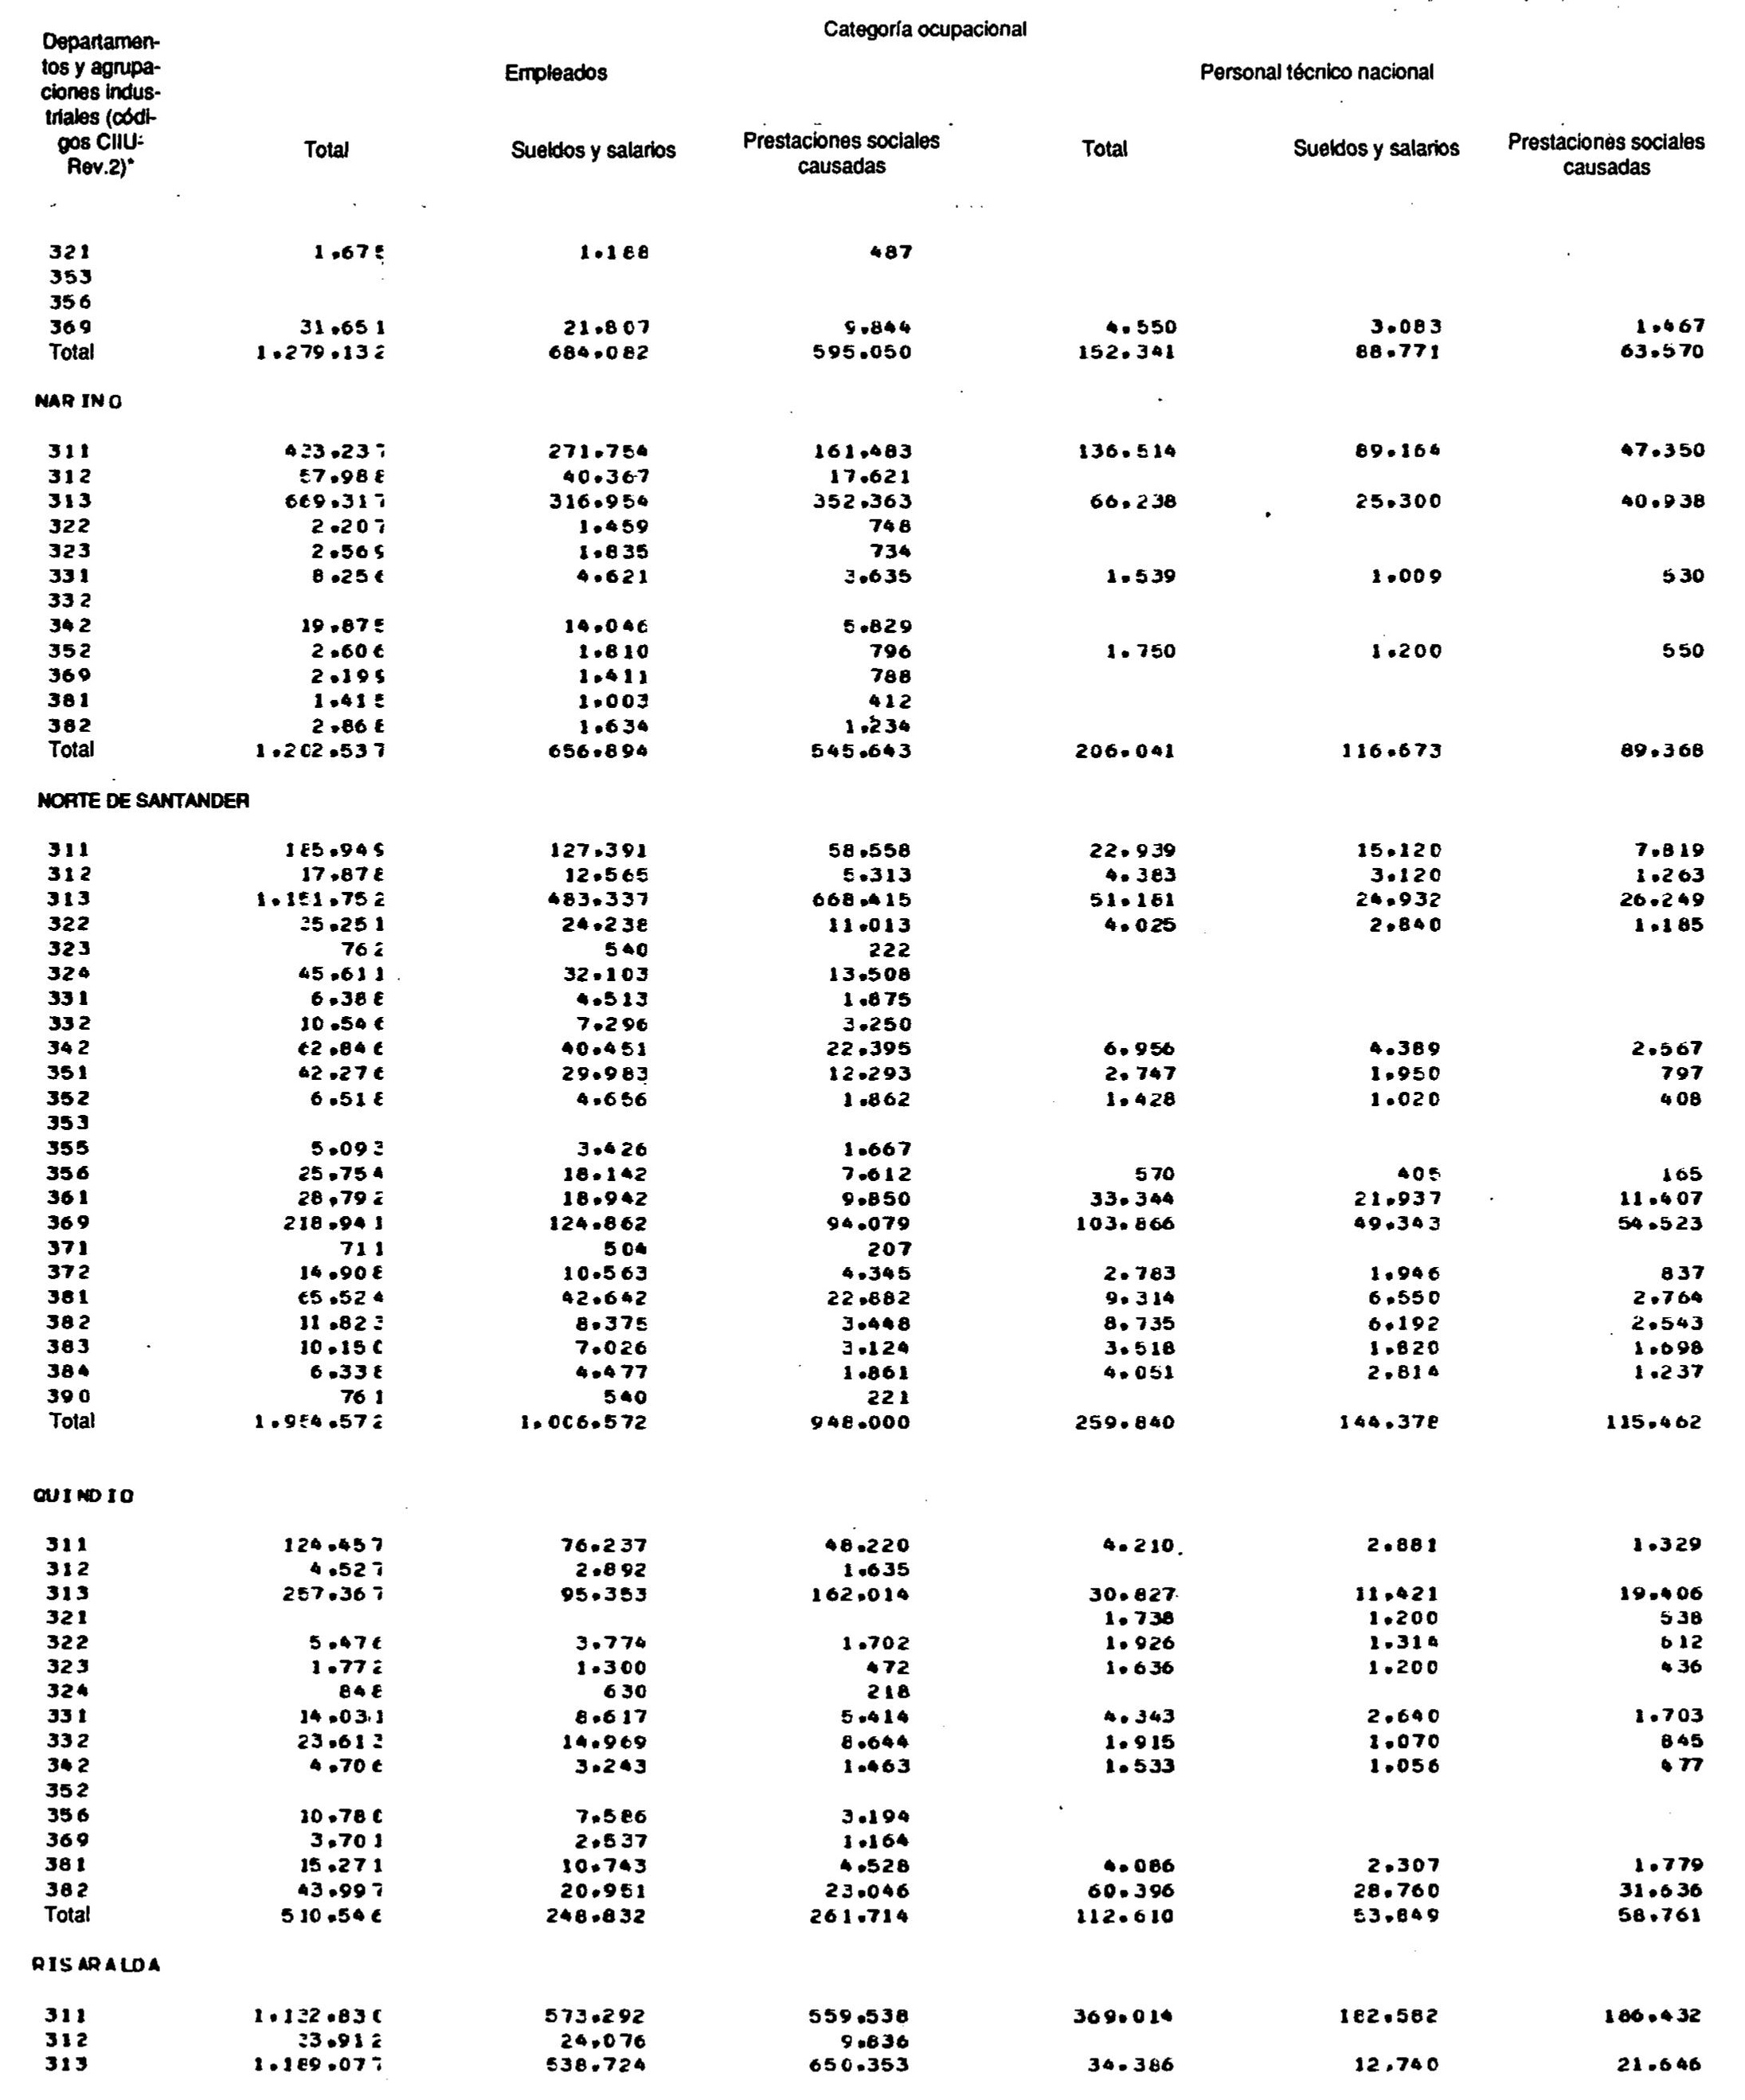 Categoría ocupacional
Departamen-
tos y agrupa-
ciones indus-
triales (códi-
gos CIIU-
Rev.2)*
Empleados Personal técnico nacional
Total Sueldos y salarios Prestaciones sociales causadas Total Sueldos y salarios Prestaciones sociales causadas
321 1.675 1.188 487
353
356
369 31.651 21.807 9.844 4.550 3.083 1.467
Total 1.279.132 684.082 595.050 152.341 88.771 63.570
NARINO
311 433.237 271.754 161.483 136.514 89.164 47.350
312 57.988 40.367 17.621
313 669.317 316.954 352.363 66.238 25.300 40.938
322 2.207 1.459 748
323 2.569 1.835 734
331 8.256 4.621 3.635 1.539 1.009 530
332
342 19.875 14.046 5.829
352 2.606 1.810 796 1.750 1.200 550
369 2.199 1.411 788
381 1.415 1.003 412
382 2.868 1.634 1.234
Total 1.202.537 656.894 545.643 206.041 116.673 89.368
NORTE DE SANTANDER
311 185.949 127.391 58.558 22.939 15.120 7.819
312 17.878 12.565 5.313 4.383 3.120 1.263
313 1.151.752 483.337 668.415 51.181 24.932 26.249
322 35.251 24.238 11.013 4.025 2.840 1.185
323 762 540 222
324 45.611 32.103 13.508
331 6.388 4.513 1.875
332 10.546 7.296 3.250
342 62.846 40.451 22.395 6.956 4.389 2.567
351 42.276 29.983 12.293 2.747 1.950 797
352 6.518 4.656 1.862 1.428 1.020 408
353
355 5.093 3.426 1.667
356 25.754 18.142 7.612 570 405 165
361 28.792 18.942 9.850 33.344 21.937 11.407
369 218.941 124.862 94.079 103.866 49.343 54.523
371 711 504 207
372 14.908 10.563 4.345 2.783 1.946 837
381 65.524 42.642 22.882 9.314 6.550 2.764
382 11.823 8.375 3.448 8.735 6.192 2.543
383 10.150 7.026 3.124 3.518 1.820 1.698
384 6.338 4.477 1.861 4.051 2.814 1.237
390 761 540 221
Total 1.954.572 1.006.572 948.000 259.840 144.378 115.462
QUINDIO
311 124.457 76.237 48.220 4.210 2.881 1.329
312 4.527 2.892 1.635
313 257.367 95.353 162.014 30.827 11.421 19.406
321 1.738 1.200 538
322 5.476 3.774 1.702 1.926 1.314 612
323 1.772 1.300 472 1.636 1.200 436
324 848 630 218
331 14.031 8.617 5.414 4.343 2.640 1.703
332 23.613 14.969 8.644 1.915 1.070 845
342 4.706 3.243 1.463 1.533 1.056 477
352
356 10.780 7.586 3.194
369 3.701 2.537 1.164
381 15.271 10.743 4.528 4.086 2.307 1.779
382 43.997 20.951 23.046 60.396 28.760 31.636
Total 510.546 248.832 261.714 112.610 53.849 58.761
RISARALDA
311 1.132.830 573.292 559.538 369.014 182.582 186.432
312 33.912 24.076 9.836
313 1.189.077 538.724 650.353 34.386 12.740 21.646